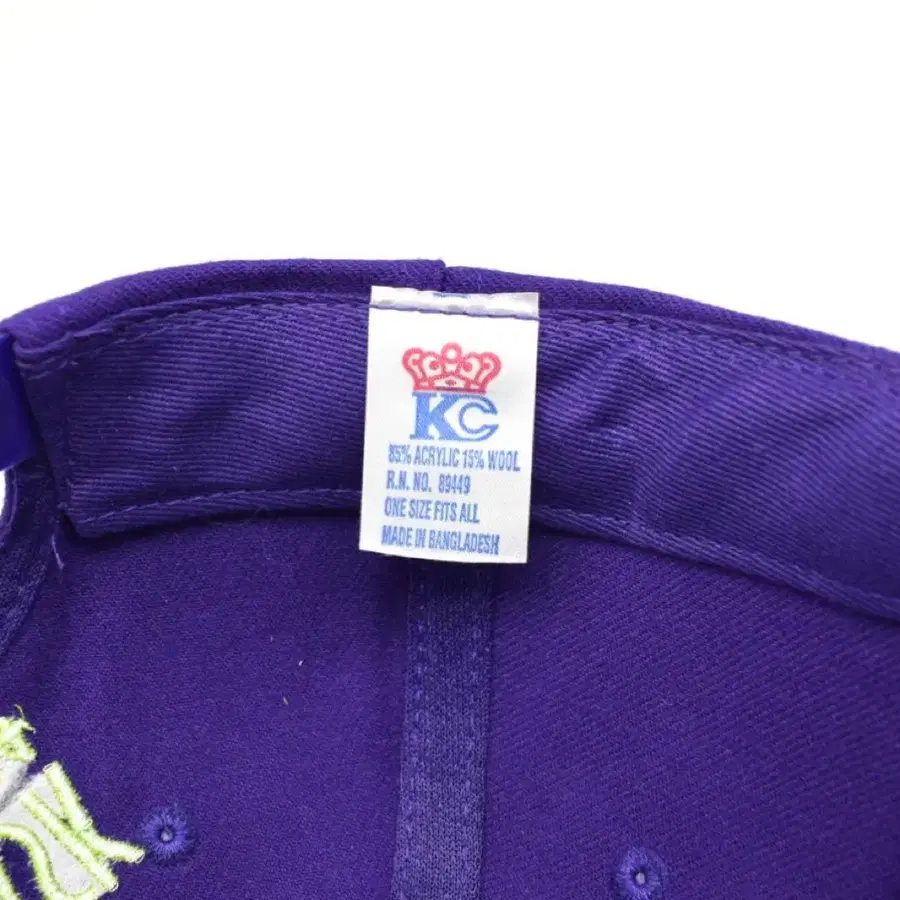 KC
85% ACRYLIC 15% WOOL
R.N. NO. 89449
ONE SIZE FITS ALL
MADE IN BANGLADESH